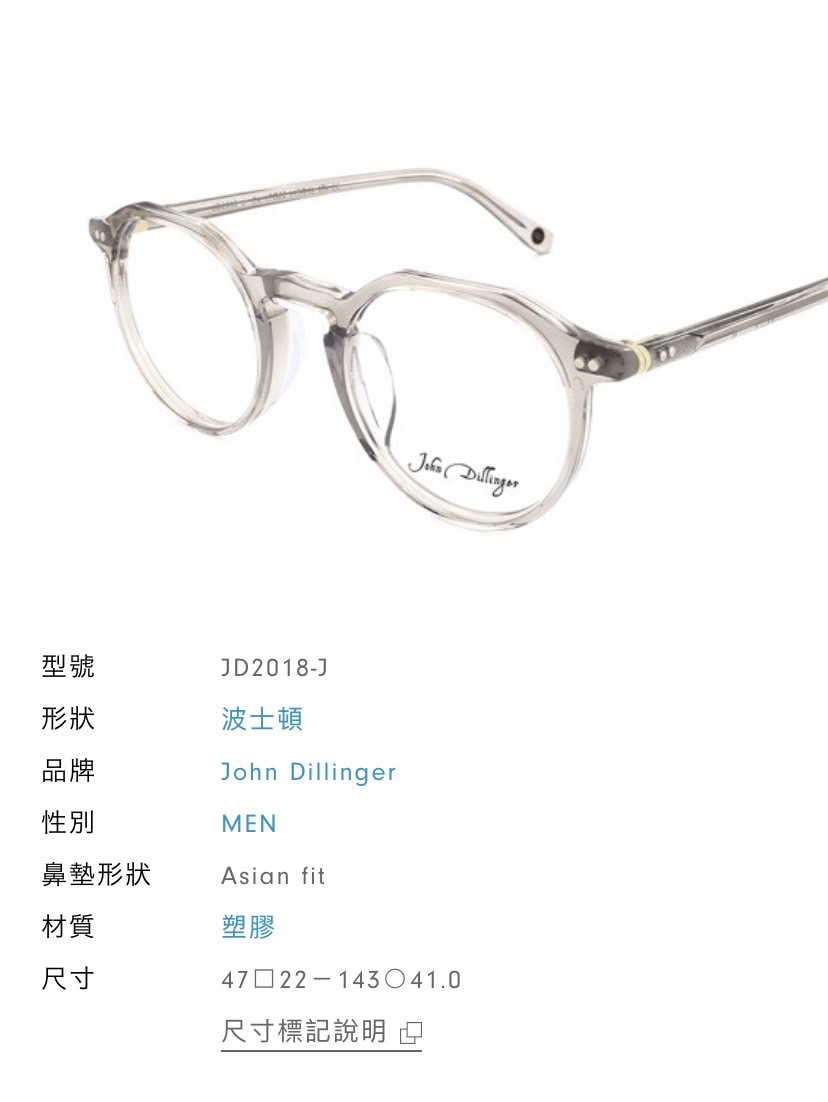 John Dillinger
型號 JD2018-J
形狀 波士頓
品牌 John Dillinger
性別 MEN
鼻墊形狀 Asian fit
材質 塑膠
尺寸 47□22－143○41.0
尺寸標記說明